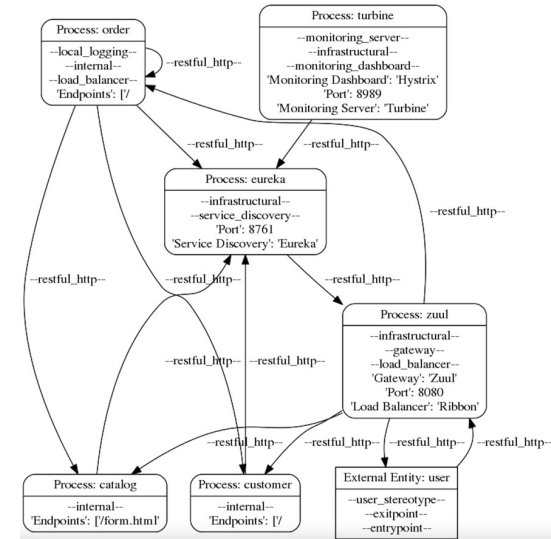 Process: order
--local_logging--
--internal--
--load_balancer--
'Endpoints': ['/
--restful_http--
Process: turbine
--monitoring_server--
--infrastructural--
--monitoring_dashboard--
'Monitoring Dashboard': 'Hystrix'
'Port': 8989
'Monitoring Server': 'Turbine'
--restful_http--
--restful_http--
Process: eureka
--infrastructural--
--service_discovery--
'Port': 8761
'Service Discovery': 'Eureka'
--restful_http--
--restful_http--
--restful_http--
--restful_http--
Process: zuul
--infrastructural--
--gateway--
--load_balancer--
'Gateway': 'Zuul'
'Port': 8080
'Load Balancer': 'Ribbon'
--restful_http--
--restful_http--
--restful_http--
--restful_http--
--restful_http--
--restful_http--
Process: catalog
--internal--
'Endpoints': ['/form.html'
Process: customer
--internal--
'Endpoints': ['/
External Entity: user
--user_stereotype--
--exitpoint--
--entrypoint--